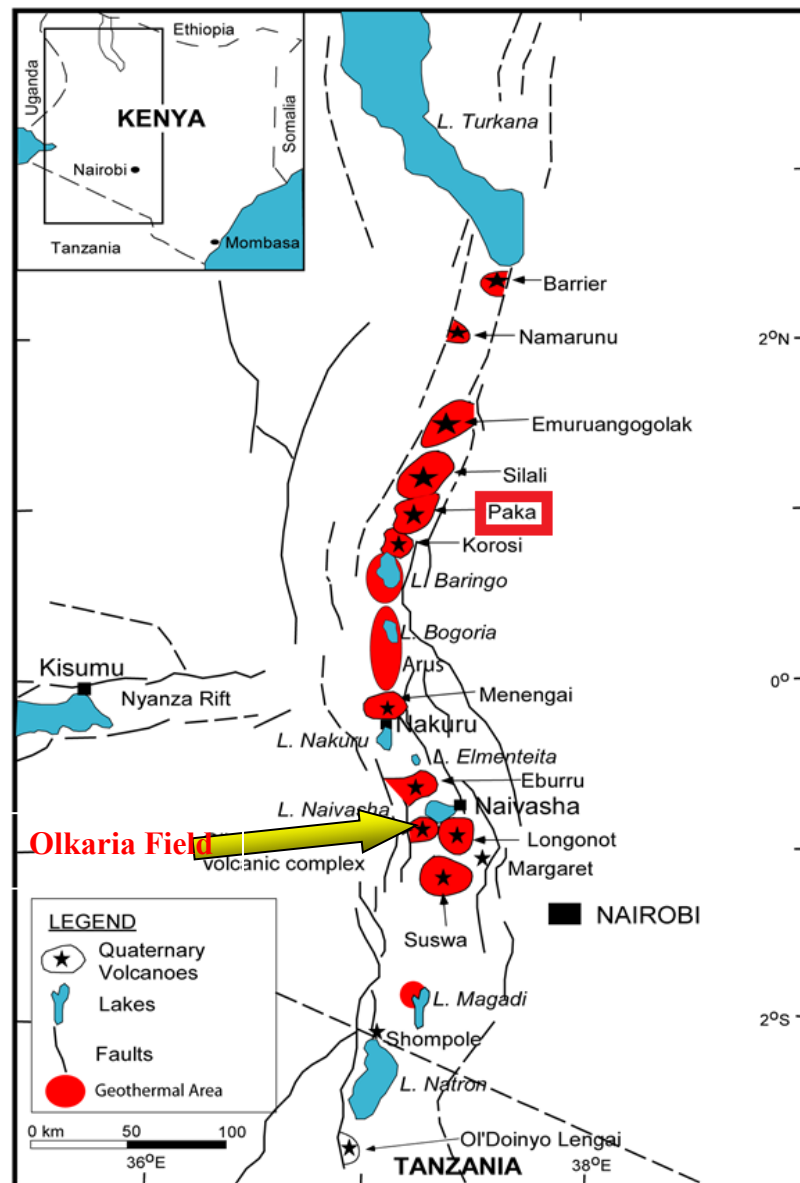 Ethiopia
Uganda
KENYA
Somalia
Nairobi
Tanzania
Mombasa
L. Turkana
Barrier
Namarunu
2°N
Emuruangogolak
Silali
Paka
Korosi
L. Baringo
L. Bogoria
Arus
Kisumu
0°
Nyanza Rift
Menengai
Nakuru
L. Nakuru
L. Elmenteita
Eburru
L. Naivasha
Naivasha
Olkaria Field
volcanic complex
Longonot
Margaret
NAIROBI
Suswa
LEGEND
Quaternary
Volcanoes
Lakes
Faults
Geothermal Area
L. Magadi
2°S
Shompole
L. Natron
0 km 50 100
36°E
Ol'Doinyo Lengai
TANZANIA
38°E